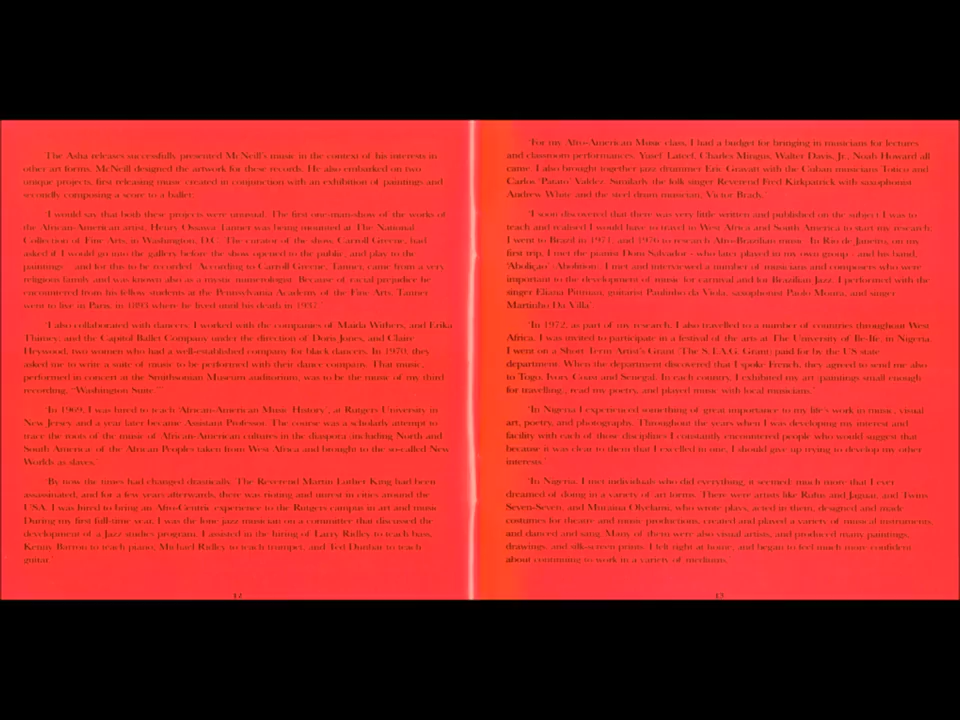 The Asha releases successfully presented McNeill's music in the context of his interests in
other art forms. McNeill designed the artwork for these records. He also embarked on two
unique projects, first releasing music created in conjunction with an exhibition of paintings and
secondly composing a score to a ballet.
'I would say that both these projects were unusual. The first one-man-show of the works of
the African-American artist, Henry Ossawa Tanner was being mounted at The National
Collection of Fine Arts, in Washington, D.C. The curator of the show, Carroll Greene, had
asked if I would go into the gallery before the show opened to the public, and play to the
paintings - and for this to be recorded. According to Carroll Greene, Tanner, came from a very
religious family and was known also as a mystic numerologist. Because of racial prejudice he
encountered from his fellow students at the Pennsylvania Academy of the Fine Arts, Tanner
went to live in Paris, in 1893 where he lived until his death in 1937.'
'I also collaborated with dancers. I worked with the companies of Maida Withers, and Erika
Thimey, and the Capitol Ballet Company under the direction of Doris Jones, and Claire
Heywood, two women who had a well-established company for black dancers. In 1970, they
asked me to write a suite of music to be performed with their dance company. That music,
performed in concert at the Smithsonian Museum auditorium, was to be the music of my third
recording, "Washington Suite."'
'In 1969, I was hired to teach 'African-American Music History', at Rutgers University in
New Jersey and a year later became Assistant Professor. The course was a scholarly attempt to
trace the roots of the music of African-American cultures in the diaspora (including North and
South America) of the African Peoples taken from West Africa and brought to the so-called New
Worlds as slaves.'
'By now the times had changed drastically. The Reverend Martin Luther King had been
assassinated, and for a few years afterwards, there was rioting and unrest in cities around the
USA. I was hired to bring an Afro-Centric experience to the Rutgers campus in art and music.
During my first full-time year, I was the lone jazz musician on a committee that discussed the
development of a Jazz studies program. I assisted in the hiring of Larry Ridley to teach bass,
Kenny Barron to teach piano, Michael Ridley to teach trumpet, and Ted Dunbar to teach
guitar.'
12
'For my Afro-American Music class, I had a budget for bringing in musicians for lectures
and classroom performances. Yusef Lateef, Charles Mingus, Walter Davis, Jr., Noah Howard all
came. I also brought together jazz drummer Eric Gravatt with the Cuban musicians Totico and
Carlos 'Patato' Valdez. Similarly the folk singer Reverend Fred Kirkpatrick with saxophonist
Andrew White and the steel drum musician, Victor Brady.
'I soon discovered that there was very little written and published on the subject I was to
teach and realised I would have to travel to West Africa and South America to start my research.
I went to Brazil in 1971, and 1976 to research Afro-Brazilian music. In Rio de Janeiro, on my
first trip, I met the pianist Dom Salvador - who later played in my own group - and his band,
'Aboliçao' (Abolition). I met and interviewed a number of musicians and composers who were
important to the development of music for carnival and for Brazilian Jazz. I performed with the
singer Eliana Pittman, guitarist Paulinho da Viola, saxophonist Paolo Moura, and singer
Martinho Da Villa.'
'In 1972, as part of my research, I also travelled to a number of countries throughout West
Africa. I was invited to participate in a festival of the arts at The University of Ile-Ife, in Nigeria.
I went on a Short Term Artist's Grant (The S.T.A.G. Grant) paid for by the US state
department. When the department discovered that I spoke French, they agreed to send me also
to Togo, Ivory Coast and Senegal. In each country, I exhibited my art (paintings small enough
for travelling), read my poetry, and played music with local musicians.'
'In Nigeria I experienced something of great importance to my life's work in music, visual
art, poetry, and photography. Throughout the years when I was developing my interest and
facility with each of those disciplines I constantly encountered people who would suggest that
because it was clear to them that I excelled in one, I should give up trying to develop my other
interests.'
'In Nigeria, I met individuals who did everything, it seemed; much more that I ever
dreamed of doing in a variety of art forms. There were artists like Rufus and Jaguar, and Twins
Seven-Seven, and Muraina Olyelami, who wrote plays, acted in them, designed and made
costumes for theatre and music productions, created and played a variety of musical instruments,
and danced and sang. Many of them were also visual artists, and produced many paintings,
drawings, and silk-screen prints. I felt right at home, and began to feel much more confident
about continuing to work in a variety of mediums.'
13